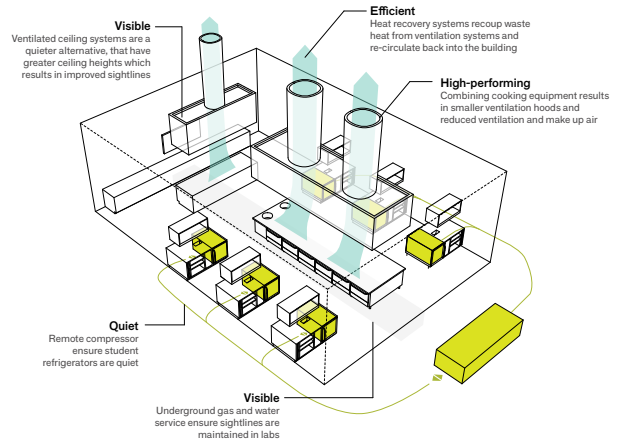 Visible
Ventilated ceiling systems are a
quieter alternative, that have
greater ceiling heights which
results in improved sightlines
Efficient
Heat recovery systems recoup waste
heat from ventilation systems and
re-circulate back into the building
High-performing
Combining cooking equipment results
in smaller ventilation hoods and
reduced ventilation and make up air
Quiet
Remote compressor
ensure student
refrigerators are quiet
Visible
Underground gas and water
service ensure sightlines are
maintained in labs